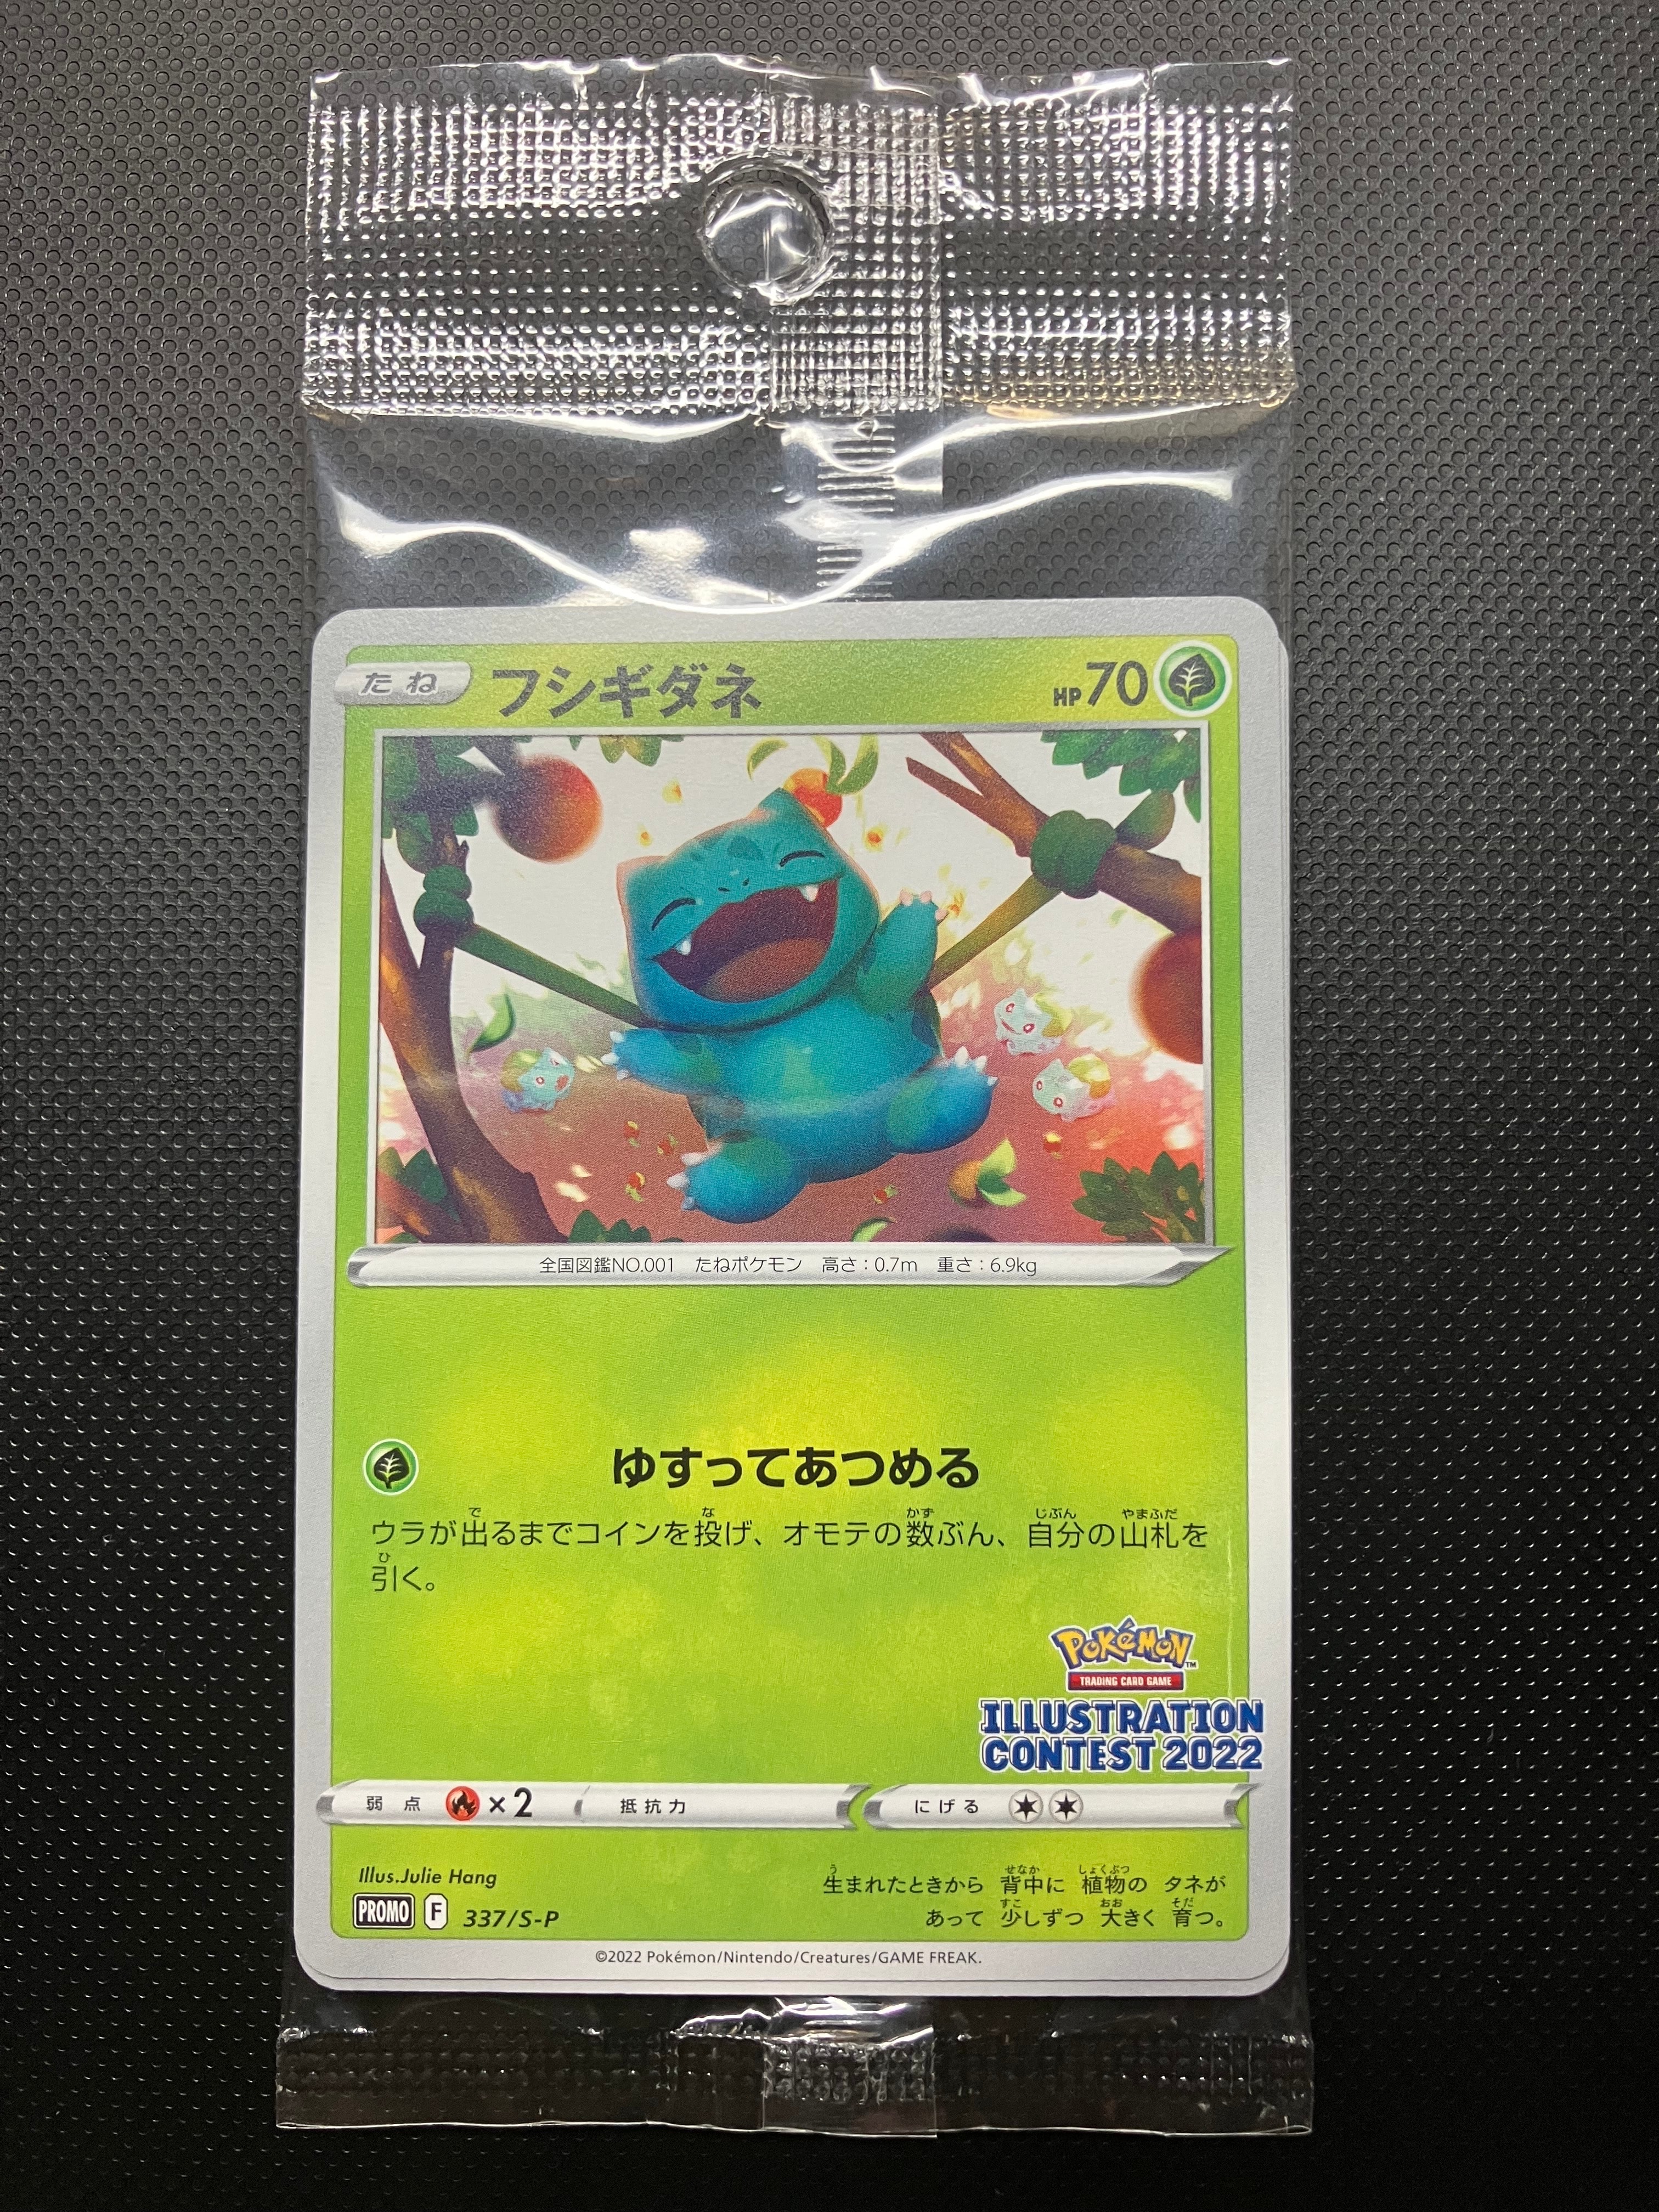 たね フシギダネ HP70
全国図鑑NO.001 たねポケモン 高さ：0.7m 重さ：6.9kg
ゆすってあつめる
ウラが出るまでコインを投げ、オモテの数ぶん、自分の山札を
引く。
POKéMON™
TRADING CARD GAME
ILLUSTRATION
CONTEST 2022
弱点 ×2 抵抗力 にげる
Illus.Julie Hang
PROMO F 337/S-P
生まれたときから 背中に 植物の タネが
あって 少しずつ 大きく 育つ。
©2022 Pokémon/Nintendo/Creatures/GAME FREAK.